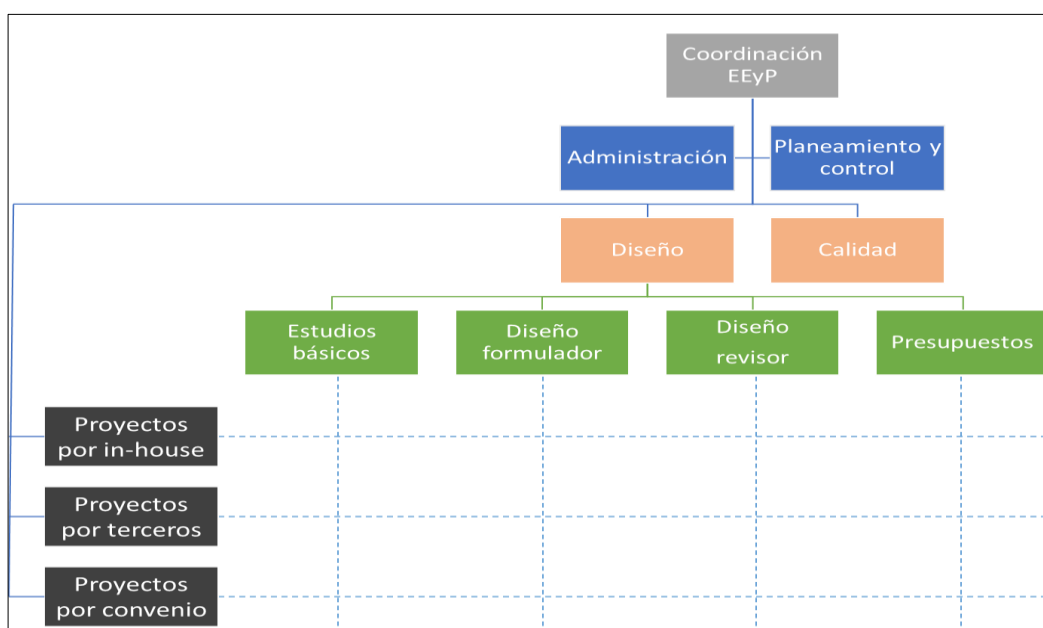 Coordinación
EEyP
Administración
Planeamiento y
control
Diseño
Calidad
Estudios
básicos
Diseño
formulador
Diseño
revisor
Presupuestos
Proyectos
por in-house
Proyectos
por terceros
Proyectos
por convenio